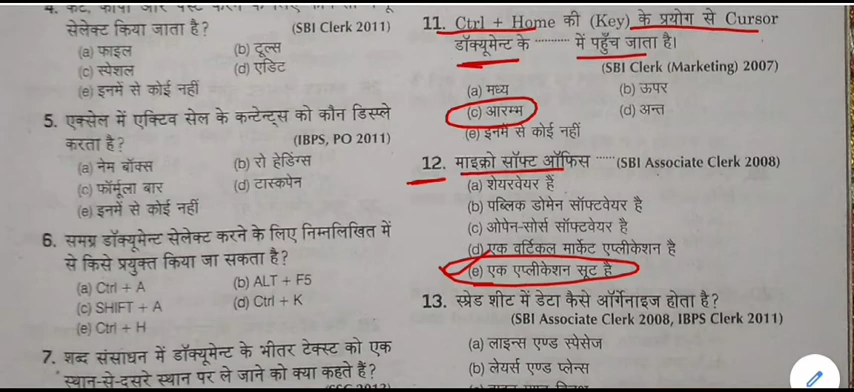 सेलेक्ट किया जाता है? (SBI Clerk 2011)
(a) फाइल (b) टूल्स
(c) स्पेशल (d) एडिट
(e) इनमें से कोई नहीं
5. एक्सेल में एक्टिव सेल के कन्टेन्ट्स को कौन डिस्प्ले
करता है? (IBPS, PO 2011)
(a) नेम बॉक्स (b) रो हेडिंग्स
(c) फॉर्मूला बार (d) टास्कपेन
(e) इनमें से कोई नहीं
6. समग्र डॉक्यूमेन्ट सेलेक्ट करने के लिए निम्नलिखित में
से किसे प्रयुक्त किया जा सकता है?
(a) Ctrl + A (b) ALT + F5
(c) SHIFT + A (d) Ctrl + K
(e) Ctrl + H
7. शब्द संसाधन में डॉक्यूमेन्ट के भीतर टेक्स्ट को एक
स्थान-से-दूसरे स्थान पर ले जाने को क्या कहते हैं?
11. Ctrl + Home की (Key) के प्रयोग से Cursor
डॉक्यूमेन्ट के ........... में पहुँच जाता है।
(SBI Clerk (Marketing) 2007)
(a) मध्य (b) ऊपर
(c) आरम्भ (d) अन्त
(e) इनमें से कोई नहीं
12. माइक्रो सॉफ्ट ऑफिस ..... (SBI Associate Clerk 2008)
(a) शेयरवेयर हैं
(b) पब्लिक डोमेन सॉफ्टवेयर है
(c) ओपेन-सोर्स सॉफ्टवेयर है
(d) एक वर्टिकल मार्केट एप्लीकेशन है
(e) एक एप्लीकेशन सूट है
13. स्प्रेड शीट में डेटा कैसे ऑर्गेनाइज होता है?
(SBI Associate Clerk 2008, IBPS Clerk 2011)
(a) लाइन्स एण्ड स्पेसेज
(b) लेयर्स एण्ड प्लेन्स